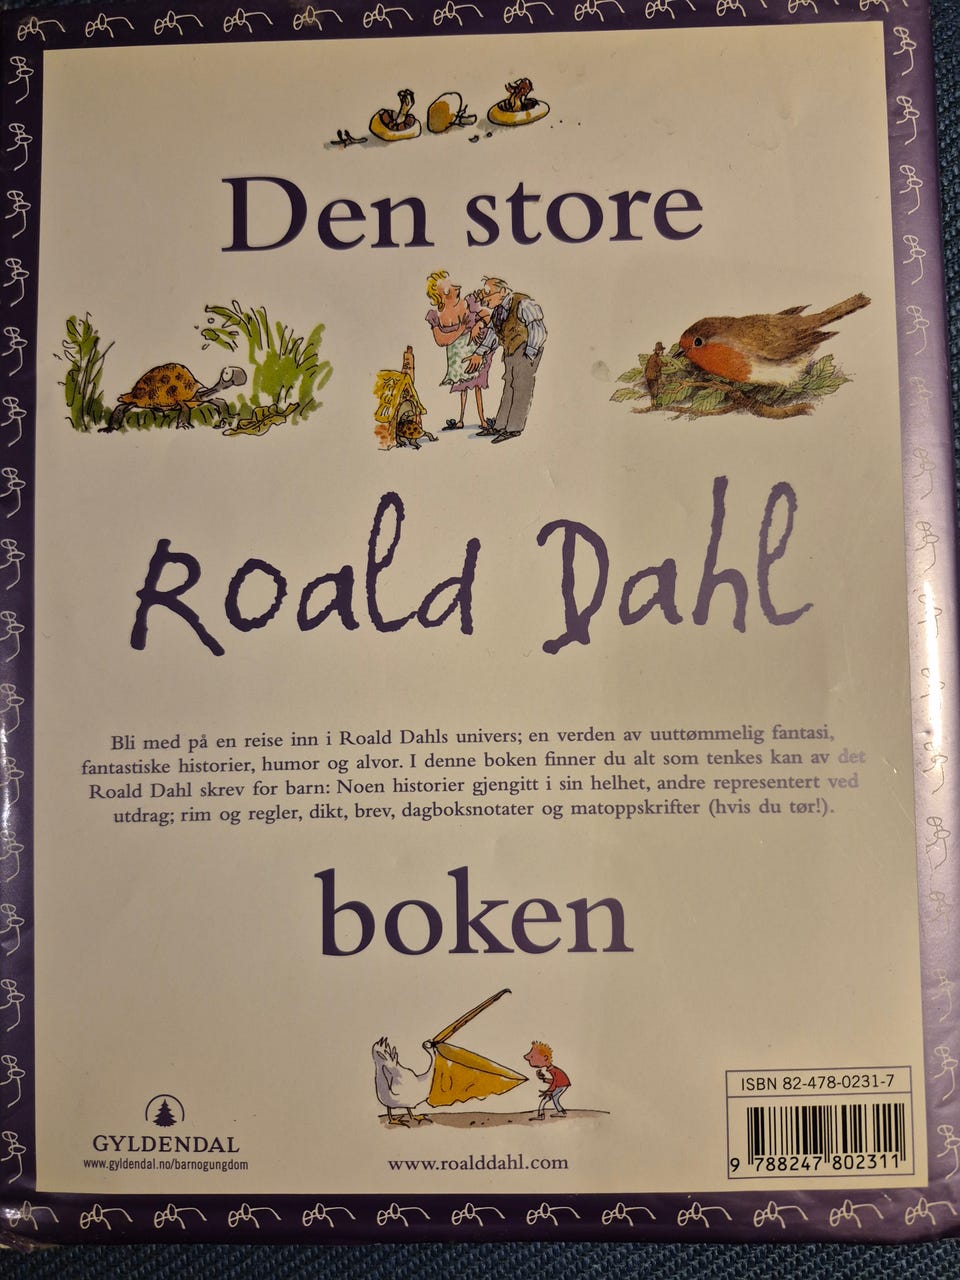 Den store
Roald Dahl
Bli med på en reise inn i Roald Dahls univers; en verden av uuttømmelig fantasi,
fantastiske historier, humor og alvor. I denne boken finner du alt som tenkes kan av det
Roald Dahl skrev for barn: Noen historier gjengitt i sin helhet, andre representert ved
utdrag; rim og regler, dikt, brev, dagboksnotater og matoppskrifter (hvis du tør!).
boken
GYLDENDAL
www.gyldendal.no/barnogungdom
www.roalddahl.com
ISBN 82-478-0231-7
9 788247 802311